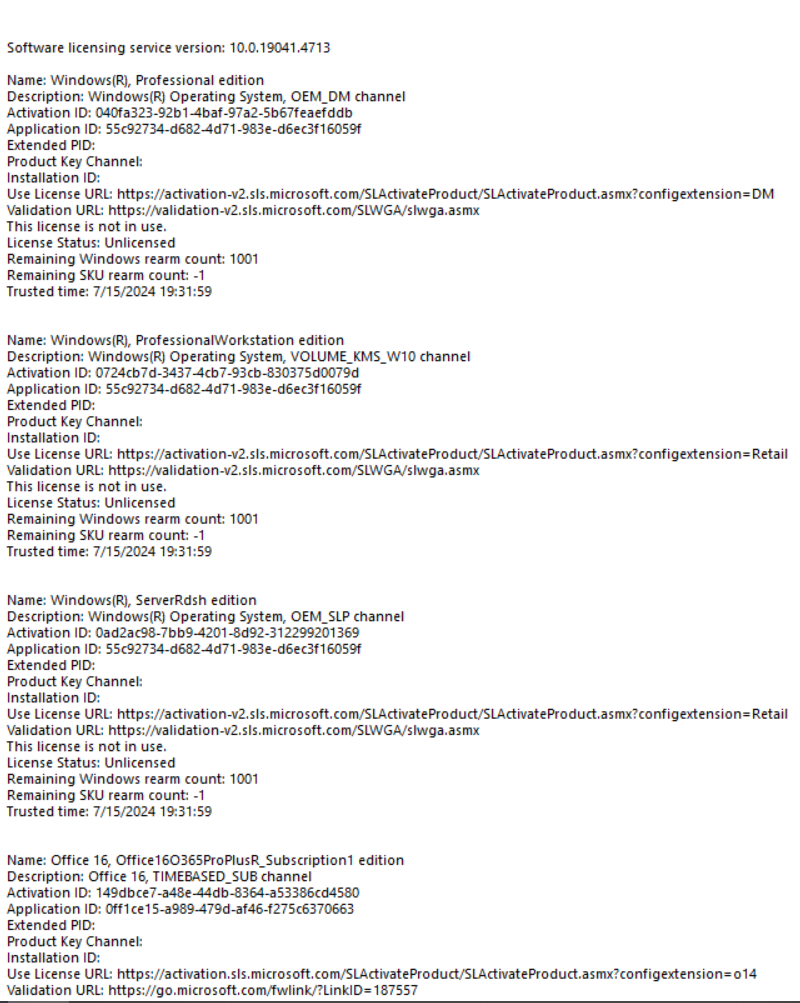 Software licensing service version: 10.0.19041.4713
Name: Windows(R), Professional edition
Description: Windows(R) Operating System, OEM_DM channel
Activation ID: 040fa323-92b1-4baf-97a2-5b67feaefddb
Application ID: 55c92734-d682-4d71-983e-d6ec3f16059f
Extended PID:
Product Key Channel:
Installation ID:
Use License URL: https://activation-v2.sls.microsoft.com/SLActivateProduct/SLActivateProduct.asmx?configextension=DM
Validation URL: https://validation-v2.sls.microsoft.com/SLWGA/slwga.asmx
This license is not in use.
License Status: Unlicensed
Remaining Windows rearm count: 1001
Remaining SKU rearm count: -1
Trusted time: 7/15/2024 19:31:59
Name: Windows(R), ProfessionalWorkstation edition
Description: Windows(R) Operating System, VOLUME_KMS_W10 channel
Activation ID: 0724cb7d-3437-4cb7-93cb-830375d0079d
Application ID: 55c92734-d682-4d71-983e-d6ec3f16059f
Extended PID:
Product Key Channel:
Installation ID:
Use License URL: https://activation-v2.sls.microsoft.com/SLActivateProduct/SLActivateProduct.asmx?configextension=Retail
Validation URL: https://validation-v2.sls.microsoft.com/SLWGA/slwga.asmx
This license is not in use.
License Status: Unlicensed
Remaining Windows rearm count: 1001
Remaining SKU rearm count: -1
Trusted time: 7/15/2024 19:31:59
Name: Windows(R), ServerRdsh edition
Description: Windows(R) Operating System, OEM_SLP channel
Activation ID: 0ad2ac98-7bb9-4201-8d92-312299201369
Application ID: 55c92734-d682-4d71-983e-d6ec3f16059f
Extended PID:
Product Key Channel:
Installation ID:
Use License URL: https://activation-v2.sls.microsoft.com/SLActivateProduct/SLActivateProduct.asmx?configextension=Retail
Validation URL: https://validation-v2.sls.microsoft.com/SLWGA/slwga.asmx
This license is not in use.
License Status: Unlicensed
Remaining Windows rearm count: 1001
Remaining SKU rearm count: -1
Trusted time: 7/15/2024 19:31:59
Name: Office 16, Office16O365ProPlusR_Subscription1 edition
Description: Office 16, TIMEBASED_SUB channel
Activation ID: 149dbce7-a48e-44db-8364-a53386cd4580
Application ID: 0ff1ce15-a989-479d-af46-f275c6370663
Extended PID:
Product Key Channel:
Installation ID:
Use License URL: https://activation.sls.microsoft.com/SLActivateProduct/SLActivateProduct.asmx?configextension=o14
Validation URL: https://go.microsoft.com/fwlink/?LinkID=187557